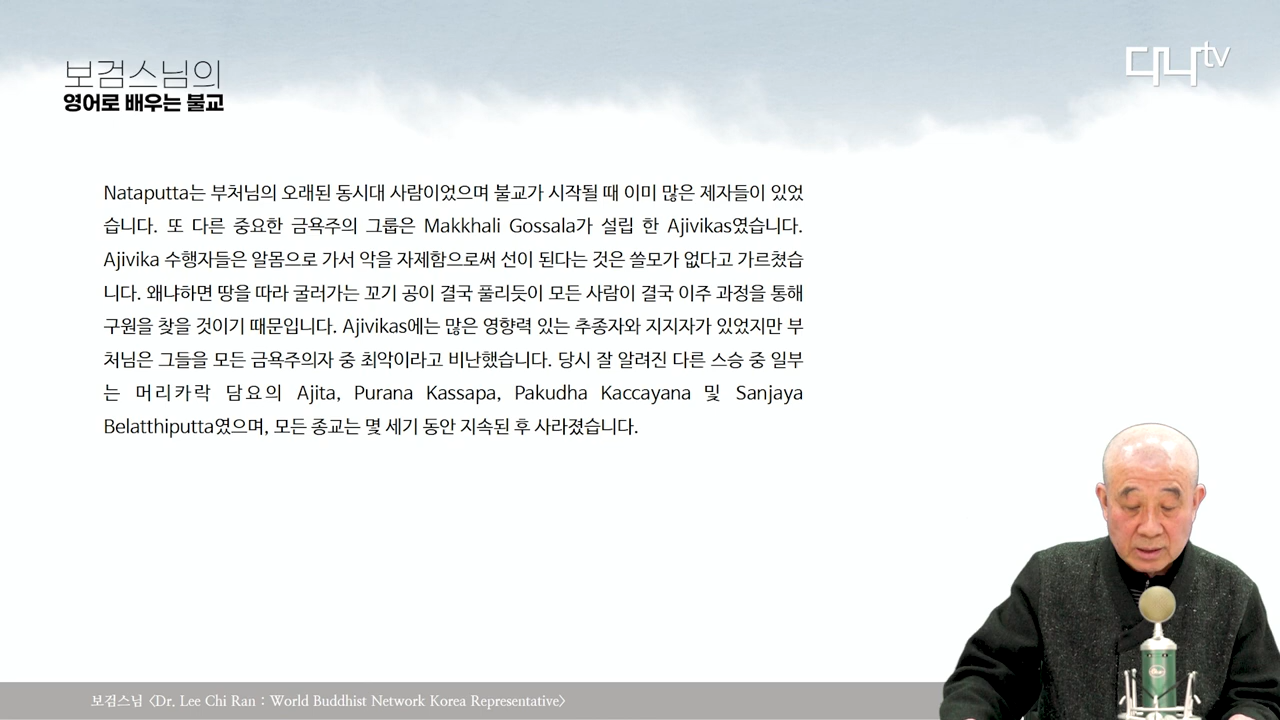 보검스님의
영어로 배우는 불교
다나tv
Nataputta는 부처님의 오래된 동시대 사람이었으며 불교가 시작될 때 이미 많은 제자들이 있었
습니다. 또 다른 중요한 금욕주의 그룹은 Makkhali Gossala가 설립 한 Ajivikas였습니다.
Ajivika 수행자들은 알몸으로 가서 악을 자제함으로써 선이 된다는 것은 쓸모가 없다고 가르쳤습
니다. 왜냐하면 땅을 따라 굴러가는 꼬기 공이 결국 풀리듯이 모든 사람이 결국 이주 과정을 통해
구원을 찾을 것이기 때문입니다. Ajivikas에는 많은 영향력 있는 추종자와 지지자가 있었지만 부
처님은 그들을 모든 금욕주의자 중 최악이라고 비난했습니다. 당시 잘 알려진 다른 스승 중 일부
는 머리카락 담요의 Ajita, Purana Kassapa, Pakudha Kaccayana 및 Sanjaya
Belatthiputta였으며, 모든 종교는 몇 세기 동안 지속된 후 사라졌습니다.
보검스님 <Dr. Lee Chi Ran : World Buddhist Network Korea Representative>